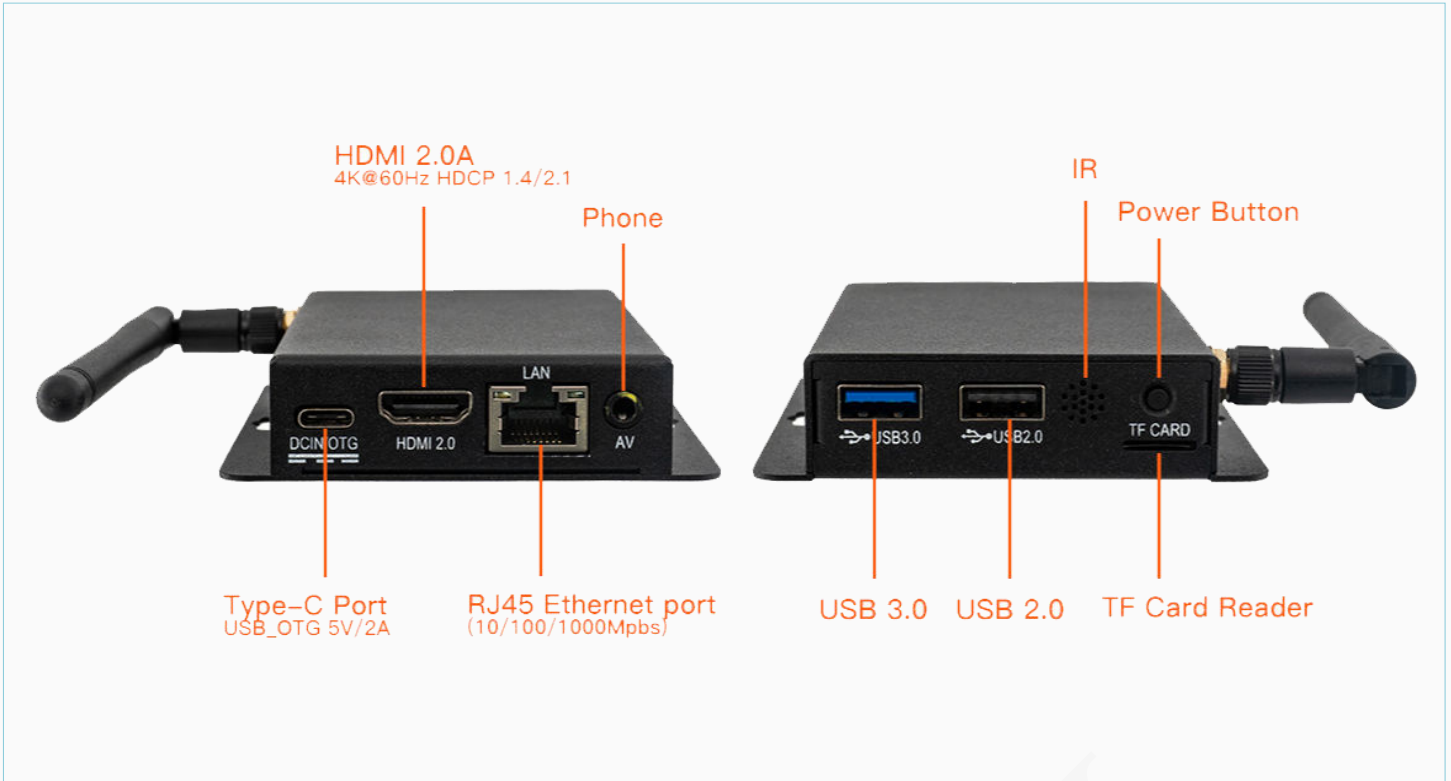 HDMI 2.0A
4K@60Hz HDCP 1.4/2.1
Phone
IR
Power Button
LAN
DCIN/OTG
HDMI 2.0
AV
USB3.0
USB2.0
TF CARD
Type-C Port
USB_OTG 5V/2A
RJ45 Ethernet port
(10/100/1000Mpbs)
USB 3.0
USB 2.0
TF Card Reader